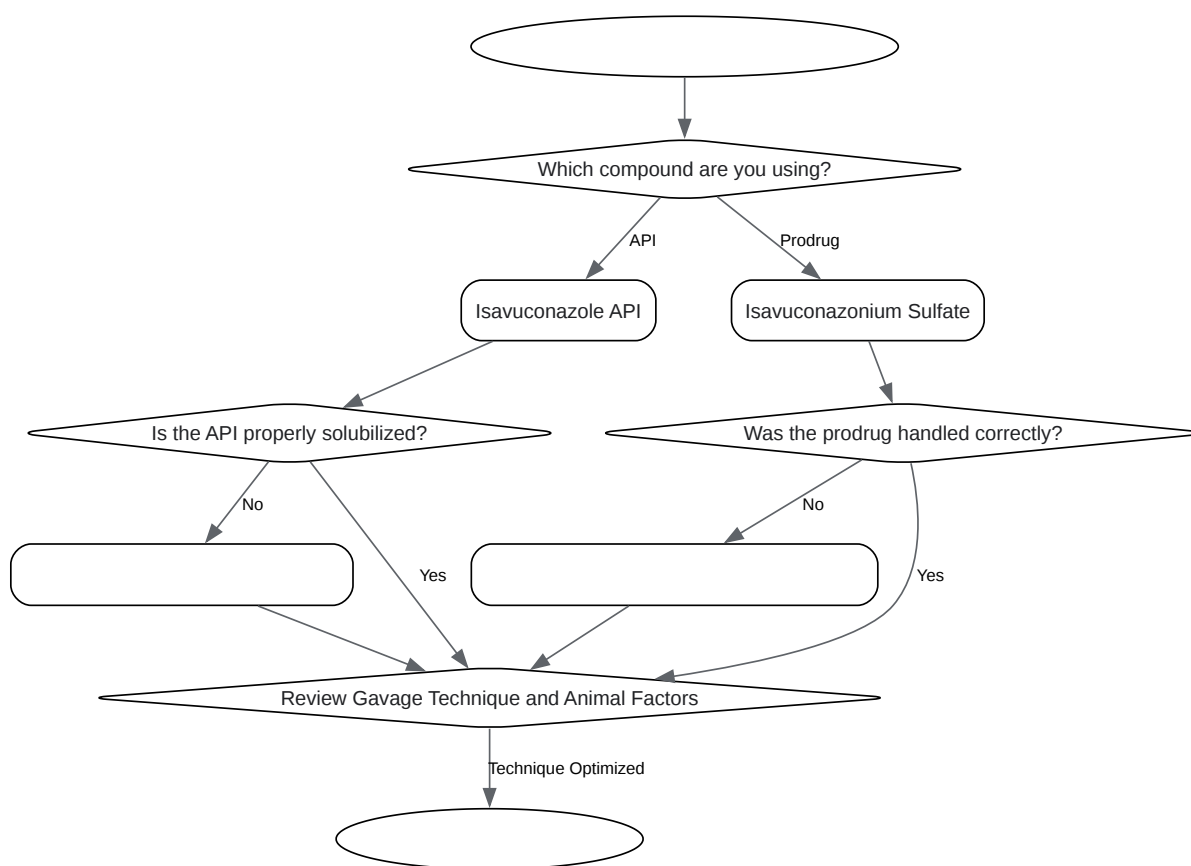 Which compound are you using?
API
Prodrug
Isavuconazole API
Isavuconazonium Sulfate
Is the API properly solubilized?
Was the prodrug handled correctly?
No
No
Yes
Yes
Review Gavage Technique and Animal Factors
Technique Optimized